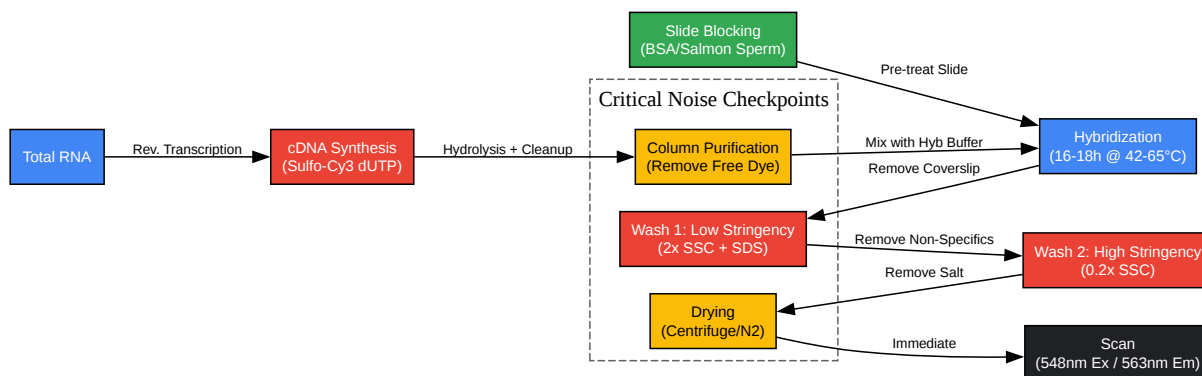 Slide Blocking
(BSA/Salmon Sperm)
Pre-treat Slide
Critical Noise Checkpoints
Total RNA
Rev. Transcription
cDNA Synthesis
(Sulfo-Cy3 dUTP)
Hydrolysis + Cleanup
Column Purification
(Remove Free Dye)
Mix with Hyb Buffer
Hybridization
(16-18h @ 42-65°C)
Remove Coverslip
Wash 1: Low Stringency
(2x SSC + SDS)
Remove Non-Specifics
Wash 2: High Stringency
(0.2x SSC)
Remove Salt
Drying
(Centrifuge/N2)
Immediate
Scan
(548nm Ex / 563nm Em)